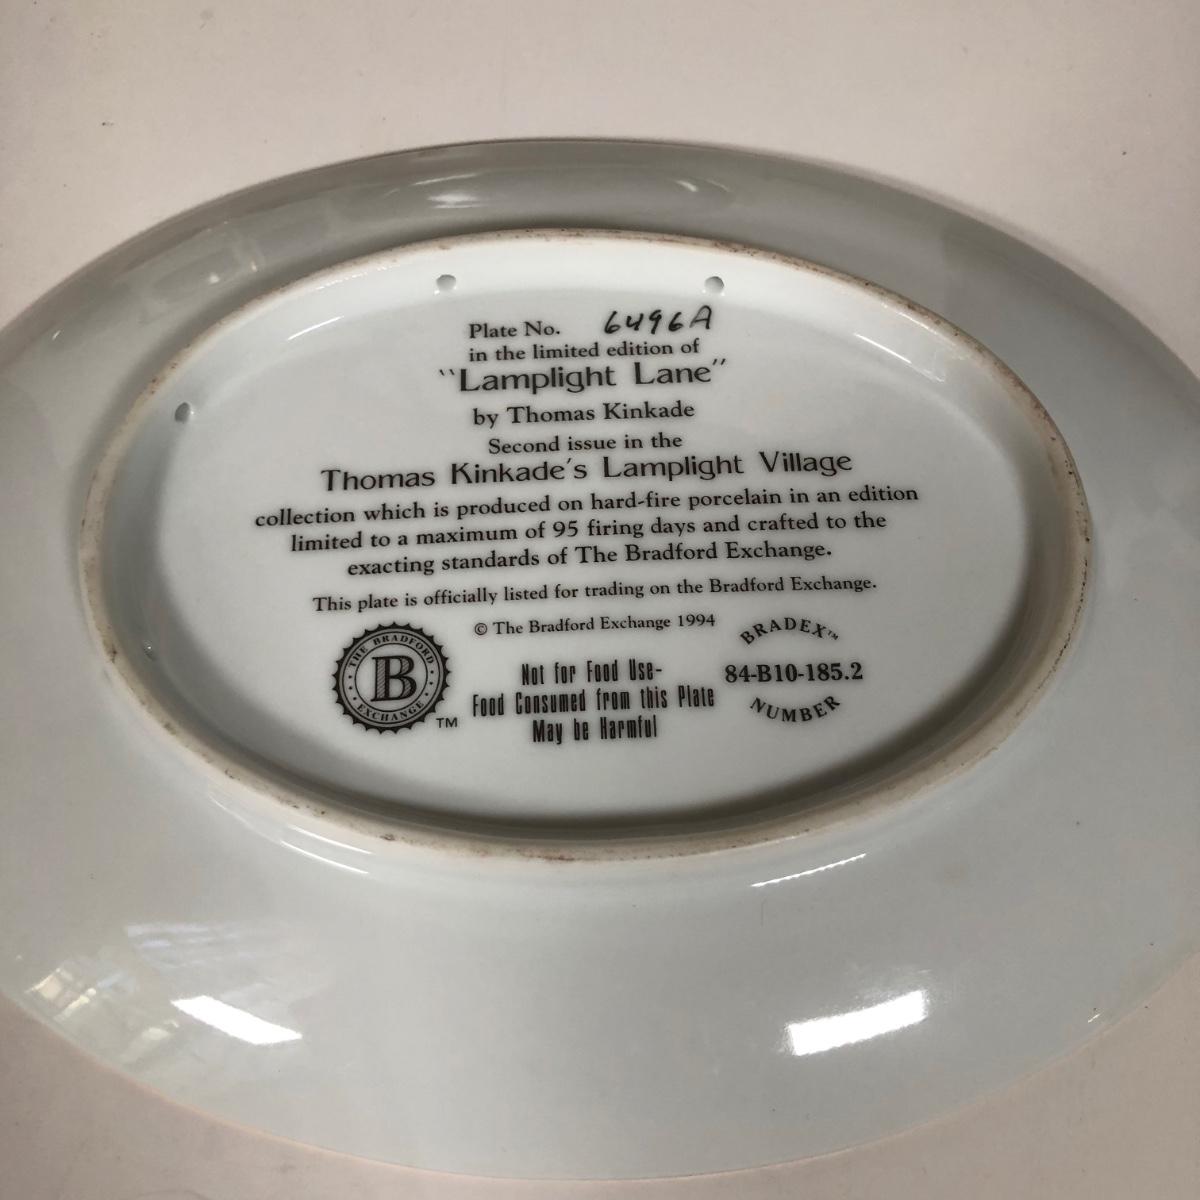 Plate No. 6496A
in the limited edition of
"Lamplight Lane"
by Thomas Kinkade
Second issue in the
Thomas Kinkade's Lamplight Village
collection which is produced on hard-fire porcelain in an edition
limited to a maximum of 95 firing days and crafted to the
exacting standards of The Bradford Exchange.
This plate is officially listed for trading on the Bradford Exchange.
© The Bradford Exchange 1994
THE BRADFORD
B
EXCHANGE
TM
Not for Food Use-
Food Consumed from this Plate
May be Harmful
BRADEX™
84-B10-185.2
NUMBER